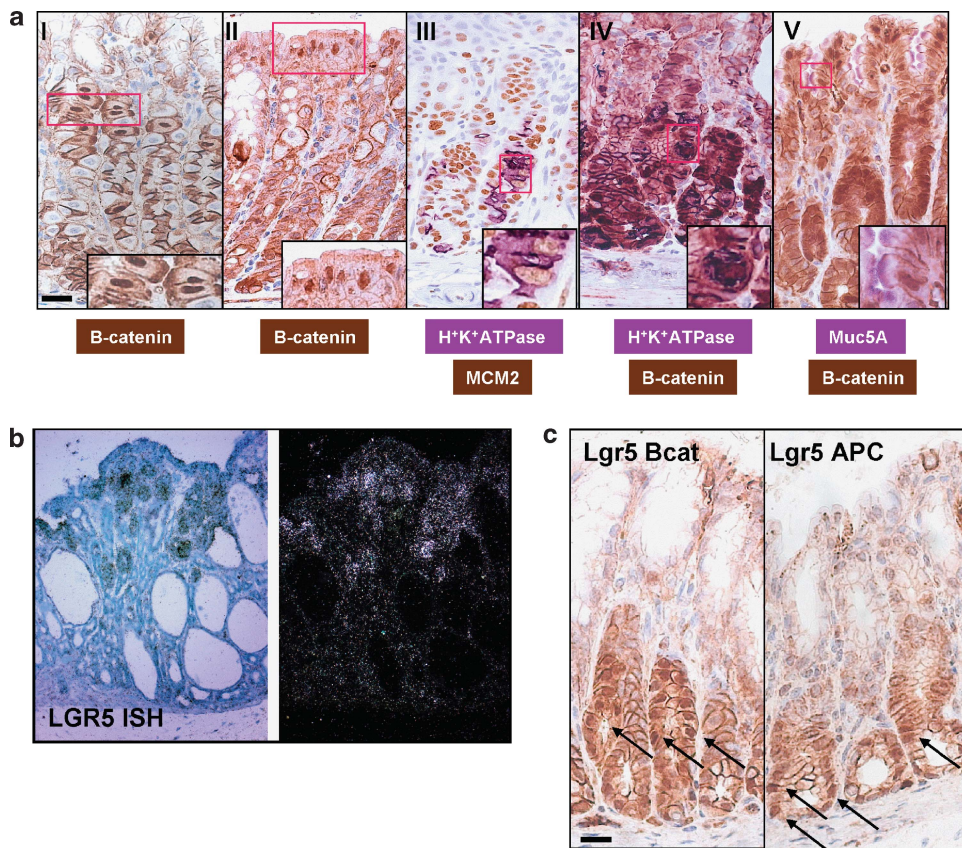 a
I II III IV V
B-catenin B-catenin H⁺K⁺ATPase H⁺K⁺ATPase Muc5A
MCM2 B-catenin B-catenin
b
LGR5 ISH
c
Lgr5 Bcat Lgr5 APC